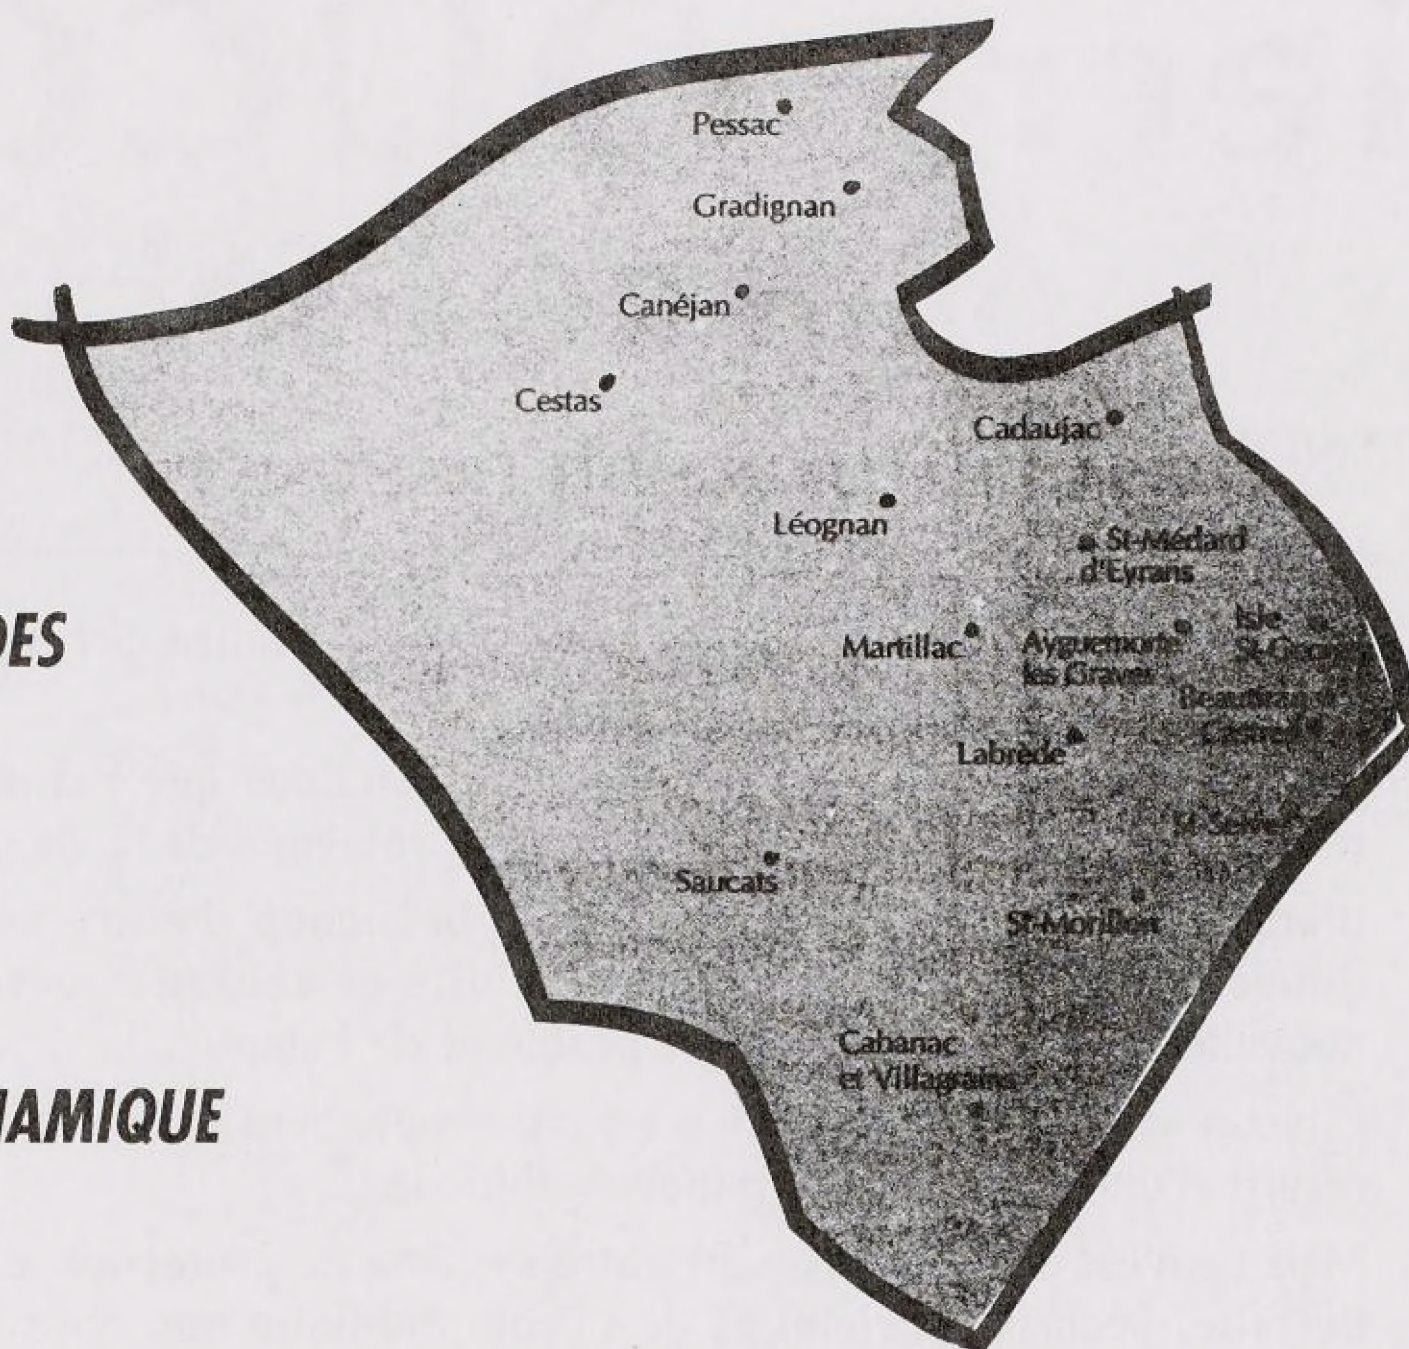 Pessac
Gradignan
Canéjan
Cestas
Cadaujac
Léognan
St-Médard
d'Eyrans
DES
Martillac
Ayguemorte
les Graves
Isle
St-Georges
Beautiran
Castres
Labrède
St-Selve
Saucats
St-Morillon
Cabanac
et Villagrains
NAMIQUE